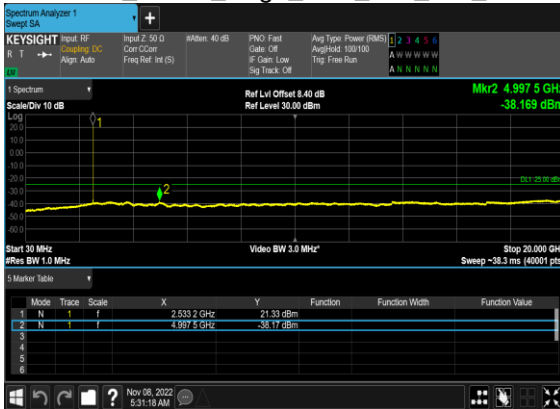 Spectrum Analyzer 1
Swept SA
+
KEYSIGHT Input: RF Input Z: 50 Ω #Atten: 40 dB PNO: Fast Avg Type: Power (RMS) 1 2 3 4 5 6
R T Coupling: DC Corr CCorr Gate: Off Avg|Hold: 100/100 A W W W W W
Align: Auto Freq Ref: Int (S) IF Gain: Low Trig: Free Run
LXI Sig Track: Off A N N N N N
1 Spectrum Ref Lvl Offset 8.40 dB Mkr2 4.997 5 GHz
Scale/Div 10 dB Ref Level 30.00 dBm -38.169 dBm
Log
20.0 1
10.0
0.00
-10.0
-20.0 DL1 -25.00 dBm
-30.0 2
-40.0
-50.0
-60.0
Start 30 MHz Video BW 3.0 MHz* Stop 20.000 GH
#Res BW 1.0 MHz Sweep ~38.3 ms (40001 pts
5 Marker Table
Mode Trace Scale X Y Function Function Width Function Value
1 N 1 f 2.533 2 GHz 21.33 dBm
2 N 1 f 4.997 5 GHz -38.17 dBm
3
4
5
6
? Nov 08, 2022
5:31:18 AM